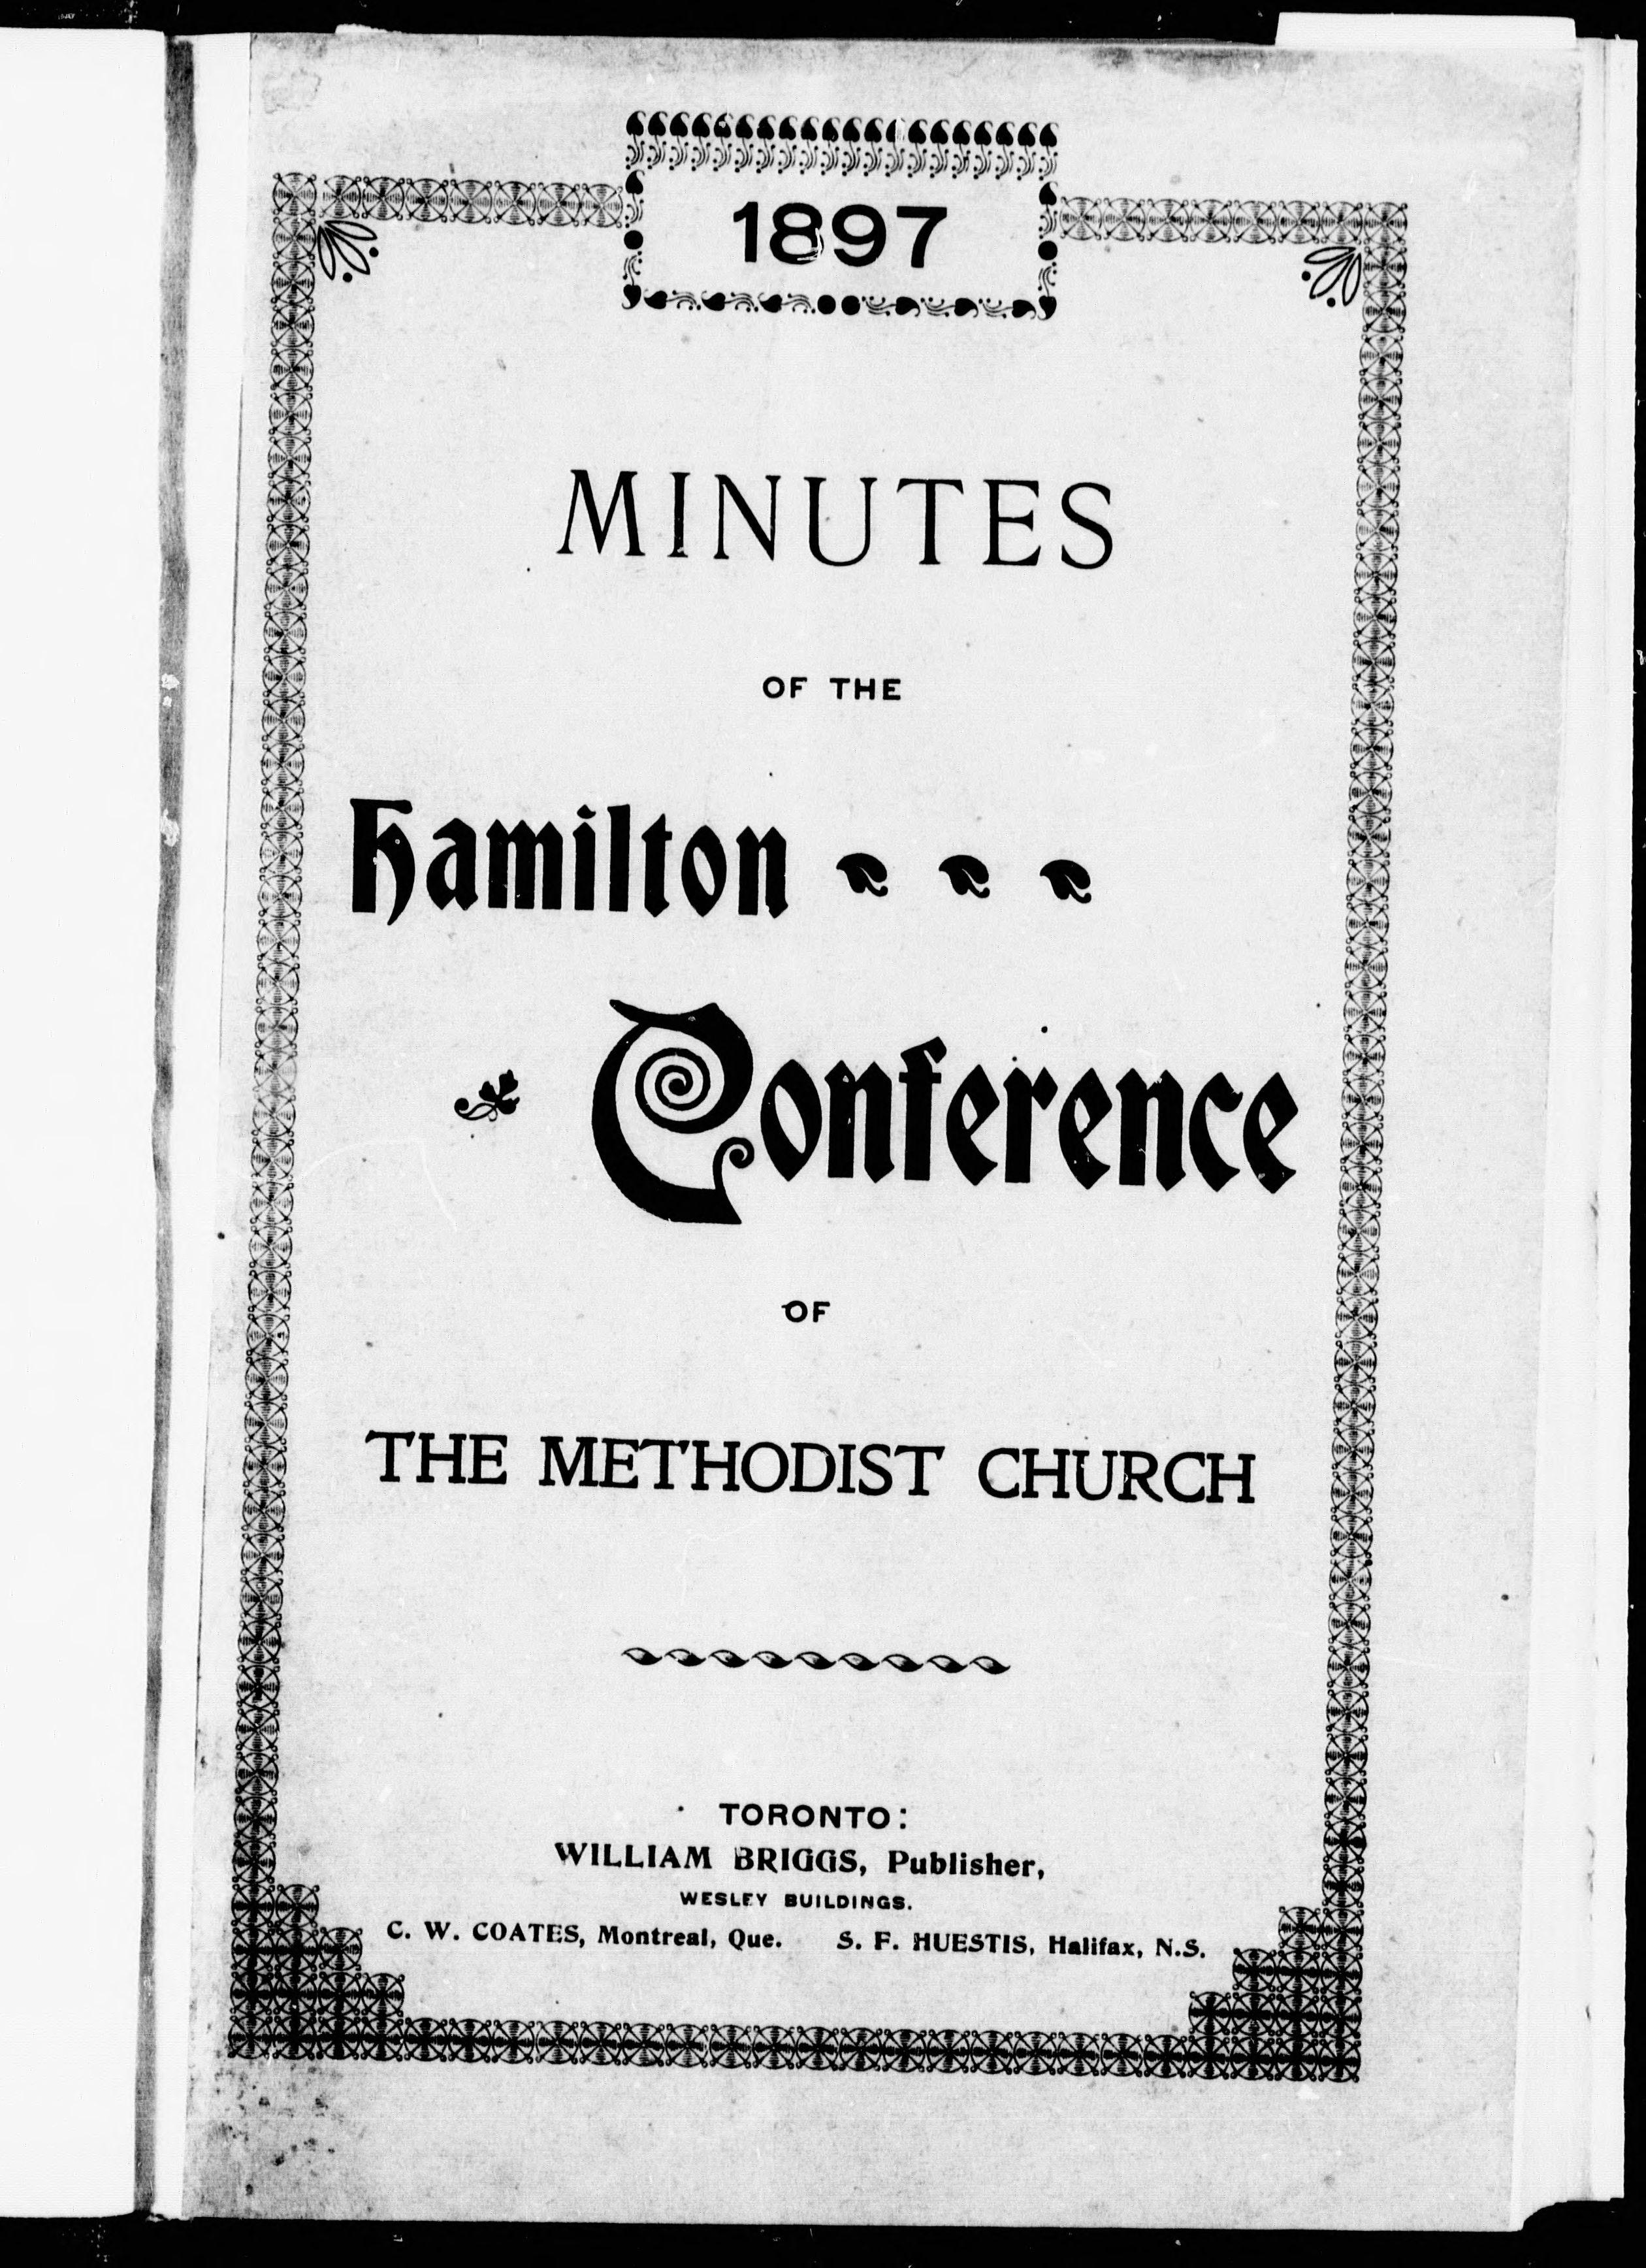 1897
MINUTES
OF THE
Hamilton
Conference
OF
THE METHODIST CHURCH
TORONTO:
WILLIAM BRIGGS, Publisher,
WESLEY BUILDINGS.
C. W. COATES, Montreal, Que. S. F. HUESTIS, Halifax, N.S.